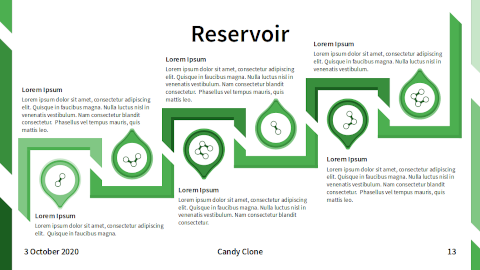 Reservoir
Lorem Ipsum
Lorem ipsum dolor sit amet, consectetur adipiscing
elit. Quisque in faucibus magna. Nulla luctus nisl in
venenatis vestibulum. Nam consectetur blandit
consectetur. Phasellus vel tempus mauris, quis
mattis leo.
Lorem Ipsum
Lorem ipsum dolor sit amet, consectetur adipiscing
elit. Quisque in faucibus magna.
Lorem Ipsum
Lorem ipsum dolor sit amet, consectetur adipiscing
elit. Quisque in faucibus magna. Nulla luctus nisl in
venenatis vestibulum. Nam consectetur blandit
consectetur. Phasellus vel tempus mauris, quis
mattis leo.
Lorem Ipsum
Lorem ipsum dolor sit amet, consectetur adipiscing
elit. Quisque in faucibus magna. Nulla luctus nisl in
venenatis vestibulum. Nam consectetur blandit
consectetur.
Lorem Ipsum
Lorem ipsum dolor sit amet, consectetur adipiscing
elit. Quisque in faucibus magna. Nulla luctus nisl in
venenatis vestibulum.
Lorem Ipsum
Lorem ipsum dolor sit amet, consectetur adipiscing
elit. Quisque in faucibus magna. Nulla luctus nisl in
venenatis vestibulum. Nam consectetur blandit
consectetur. Phasellus vel tempus mauris, quis
mattis leo.
3 October 2020
Candy Clone
13